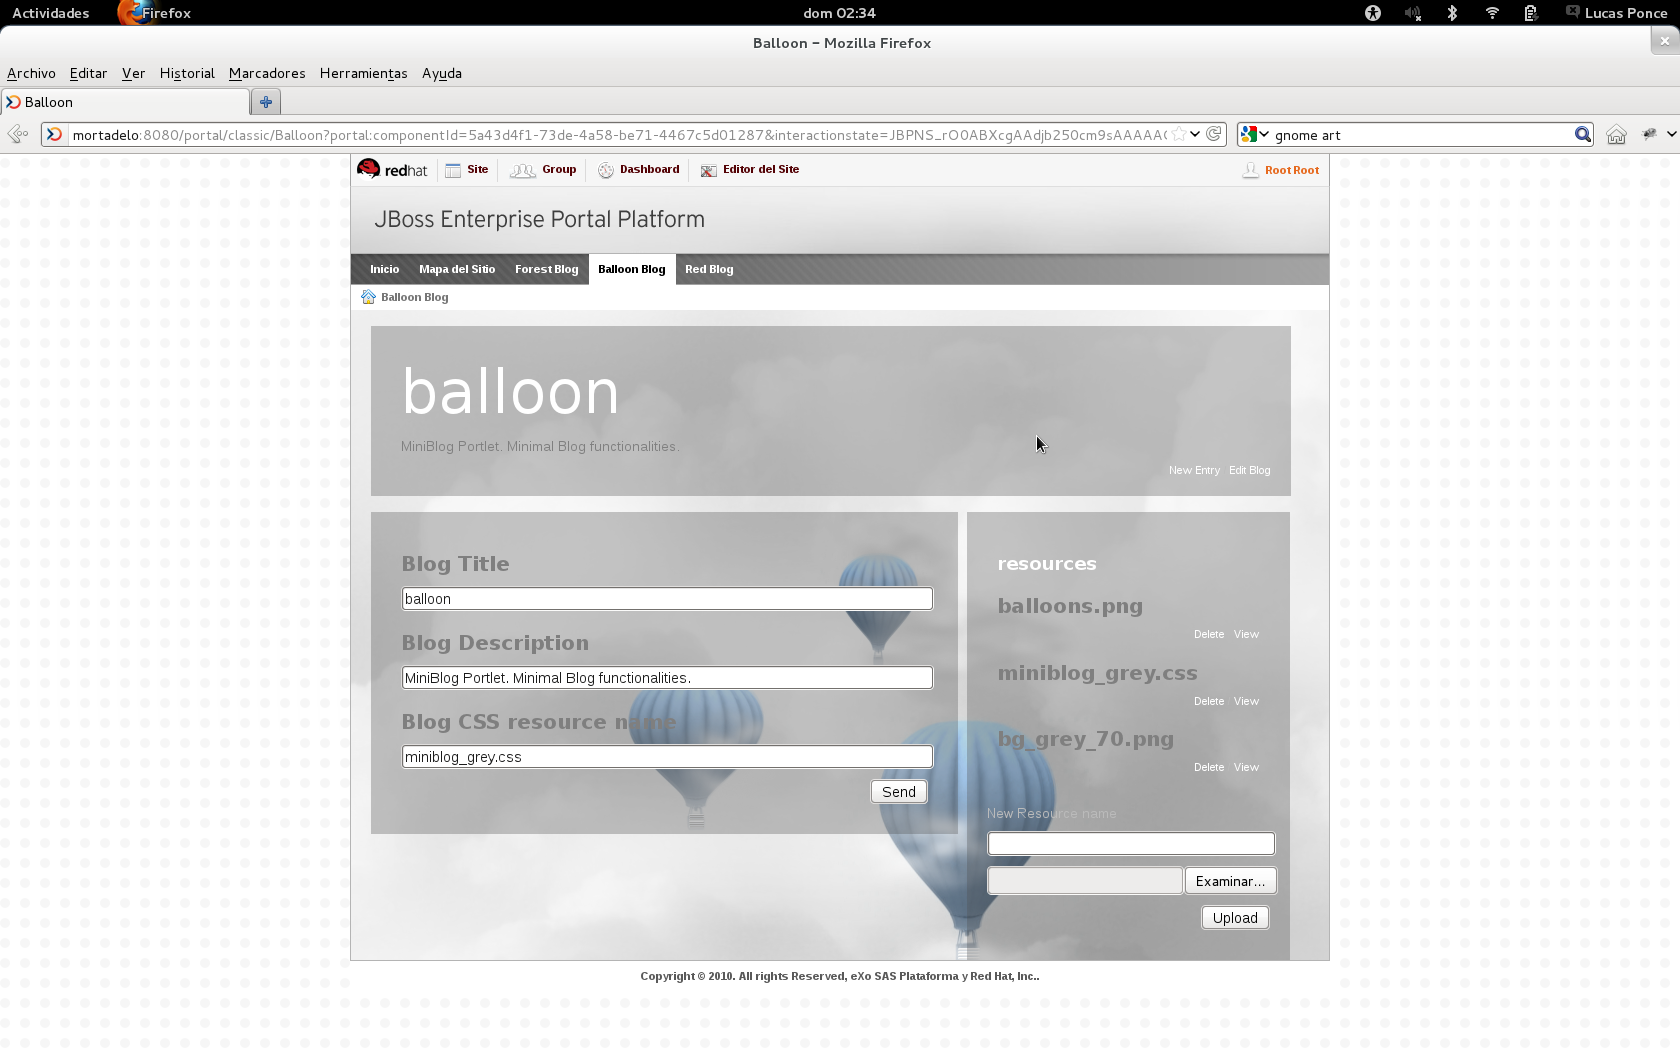 Actividades Firefox dom 02:34 Lucas Ponce
Balloon - Mozilla Firefox
Archivo Editar Ver Historial Marcadores Herramientas Ayuda
Balloon
mortadelo:8080/portal/classic/Balloon?portal:componentId=5a43d4f1-73de-4a58-be71-4467c5d01287&interactionstate=JBPNS_rO0ABXcgAAdjb250cm9sAAAAA gnome art
redhat Site Group Dashboard Editor del Site Root Root
JBoss Enterprise Portal Platform
Inicio Mapa del Sitio Forest Blog Balloon Blog Red Blog
Balloon Blog
balloon
MiniBlog Portlet. Minimal Blog functionalities.
New Entry Edit Blog
Blog Title
balloon
Blog Description
MiniBlog Portlet. Minimal Blog functionalities.
Blog CSS resource name
miniblog_grey.css
Send
resources
balloons.png
Delete View
miniblog_grey.css
Delete View
bg_grey_70.png
Delete View
New Resource name
Examinar...
Upload
Copyright © 2010. All rights Reserved, eXo SAS Plataforma y Red Hat, Inc..